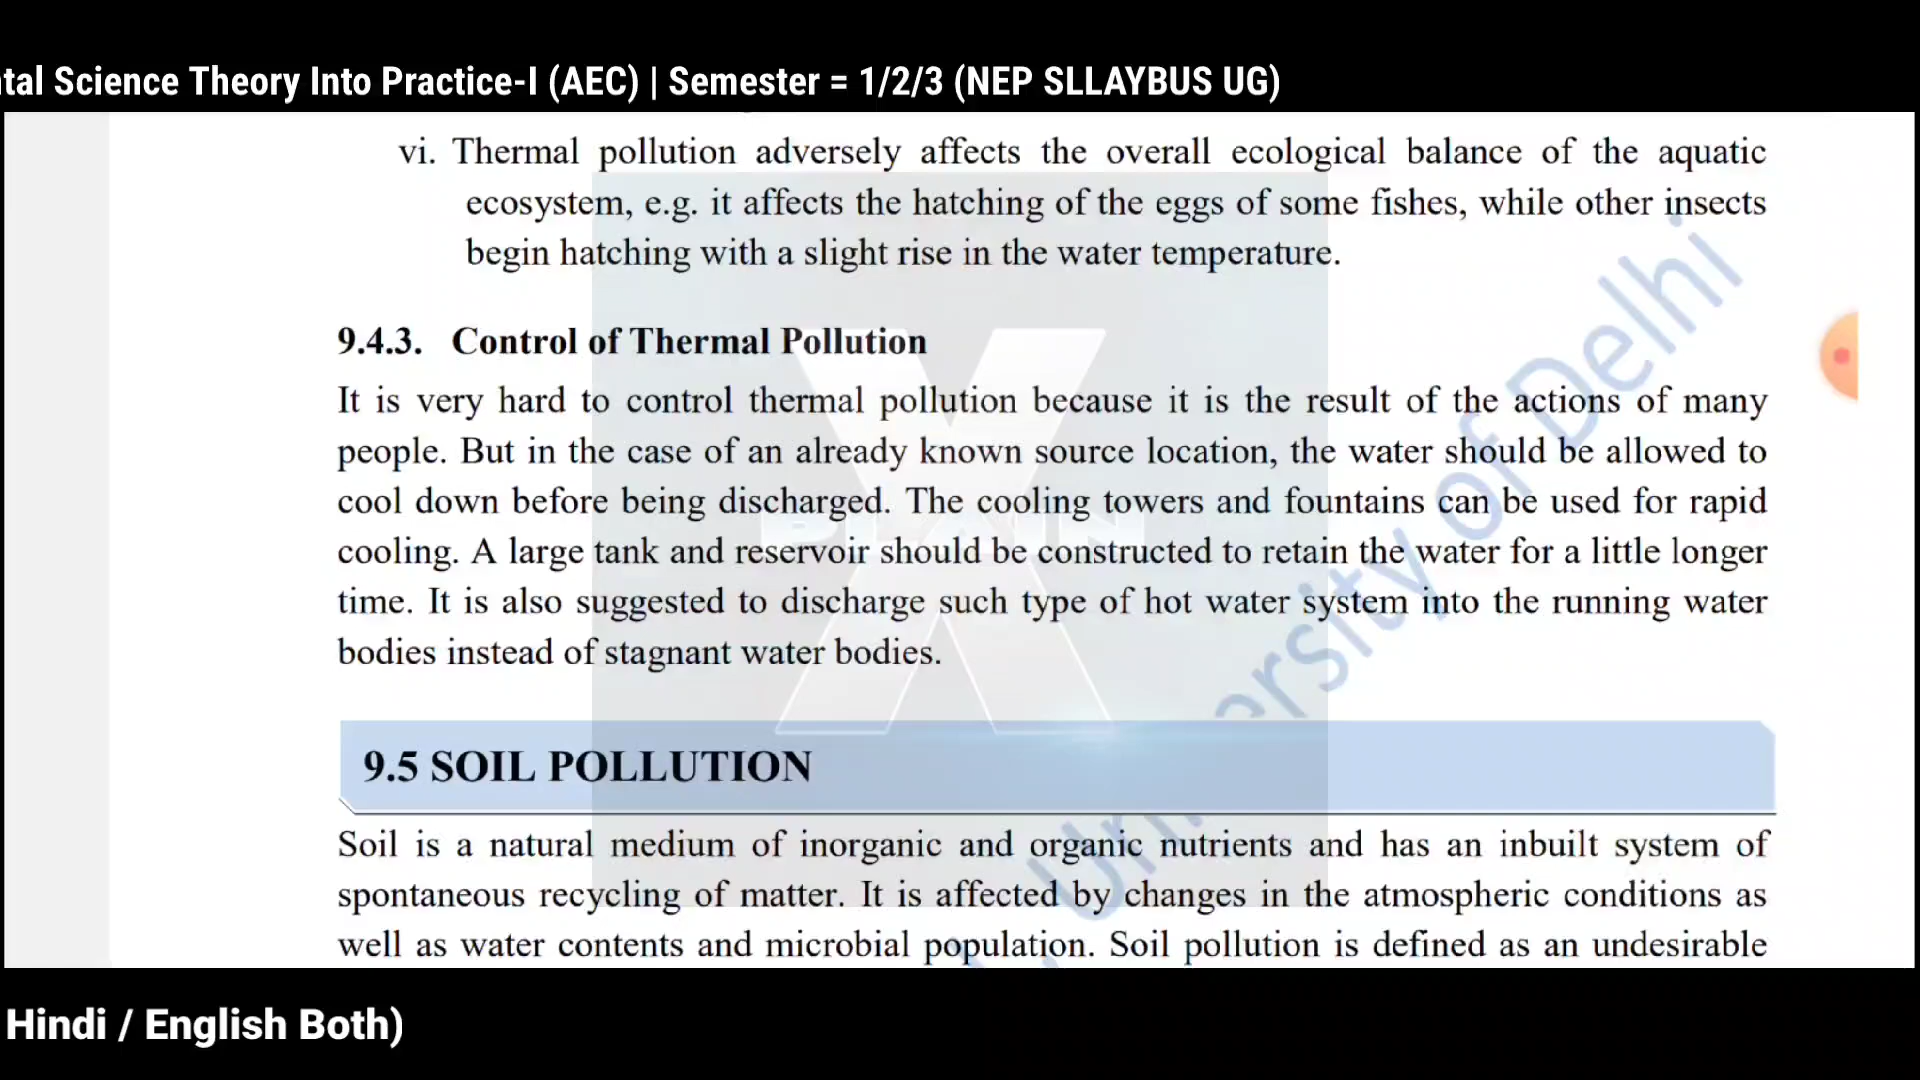 tal Science Theory Into Practice-I (AEC) | Semester = 1/2/3 (NEP SLLAYBUS UG)
vi. Thermal pollution adversely affects the overall ecological balance of the aquatic
ecosystem, e.g. it affects the hatching of the eggs of some fishes, while other insects
begin hatching with a slight rise in the water temperature.
9.4.3. Control of Thermal Pollution
It is very hard to control thermal pollution because it is the result of the actions of many
people. But in the case of an already known source location, the water should be allowed to
cool down before being discharged. The cooling towers and fountains can be used for rapid
cooling. A large tank and reservoir should be constructed to retain the water for a little longer
time. It is also suggested to discharge such type of hot water system into the running water
bodies instead of stagnant water bodies.
9.5 SOIL POLLUTION
Soil is a natural medium of inorganic and organic nutrients and has an inbuilt system of
spontaneous recycling of matter. It is affected by changes in the atmospheric conditions as
well as water contents and microbial population. Soil pollution is defined as an undesirable
University of Delhi
X
PLAIN
Hindi / English Both)